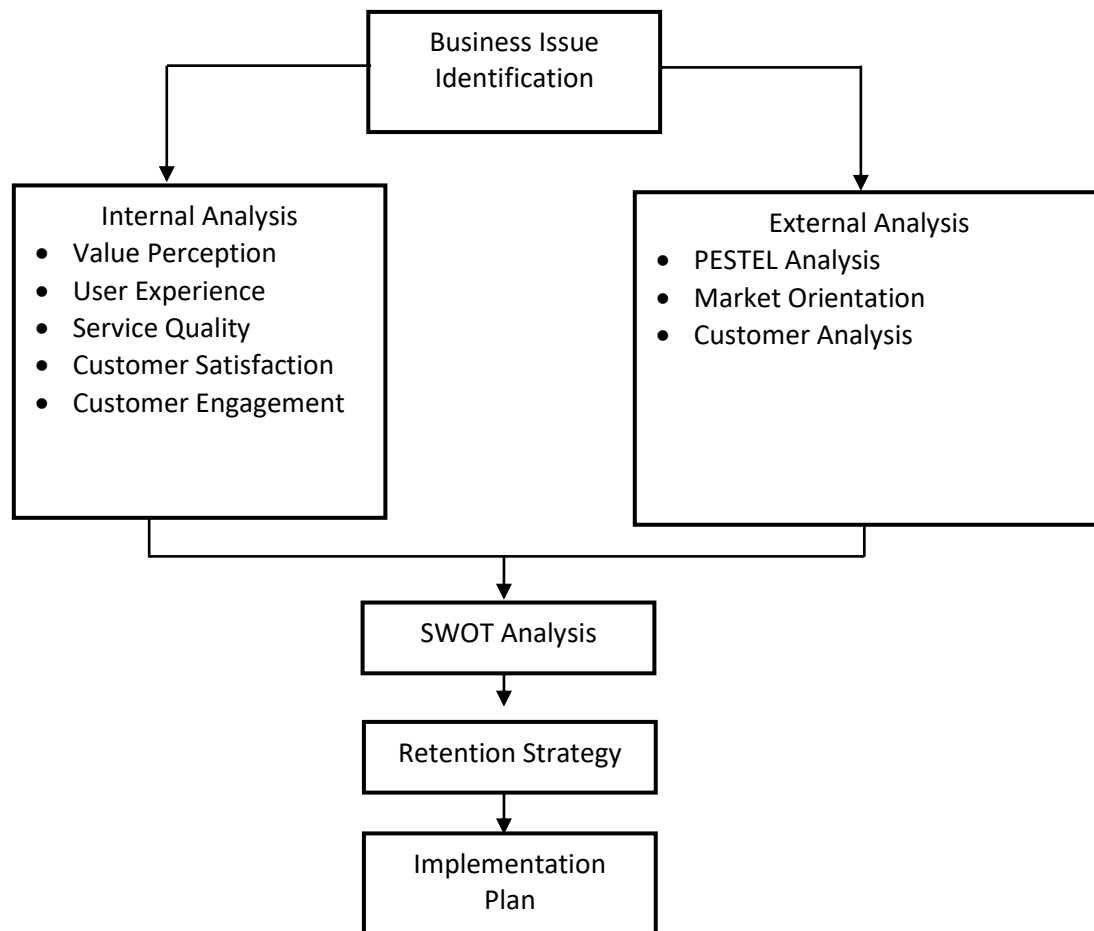 Business Issue
Identification
Internal Analysis
• Value Perception
• User Experience
• Service Quality
• Customer Satisfaction
• Customer Engagement
External Analysis
• PESTEL Analysis
• Market Orientation
• Customer Analysis
SWOT Analysis
Retention Strategy
Implementation
Plan